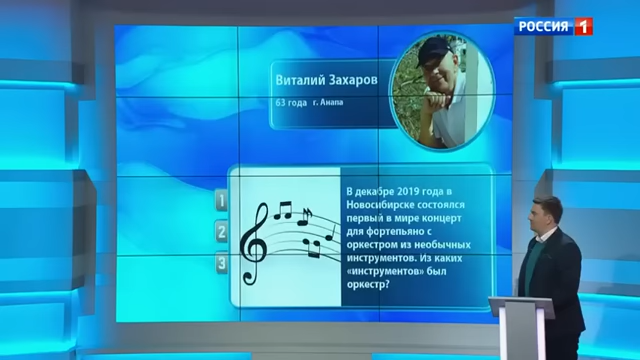 РОССИЯ 1
Виталий Захаров
63 года г. Анапа
1
2
3
В декабре 2019 года в
Новосибирске состоялся
первый в мире концерт
для фортепьяно с
оркестром из необычных
инструментов. Из каких
«инструментов» был
оркестр?